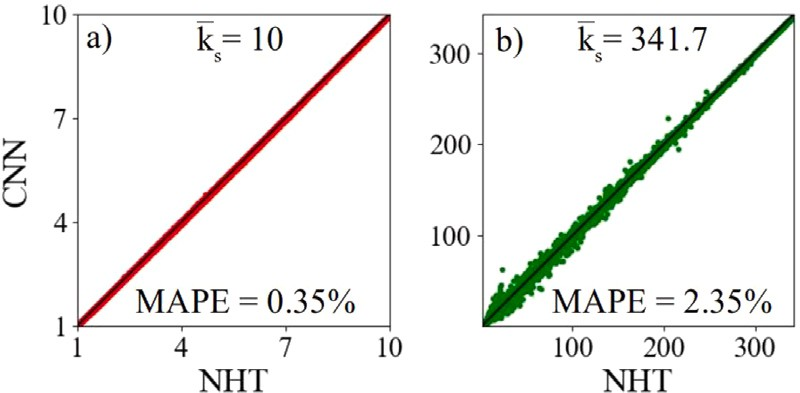 a) k̅s = 10
10
7
4
1
CNN
MAPE = 0.35%
1 4 7 10
NHT
b) k̅s = 341.7
300
200
100
MAPE = 2.35%
100 200 300
NHT